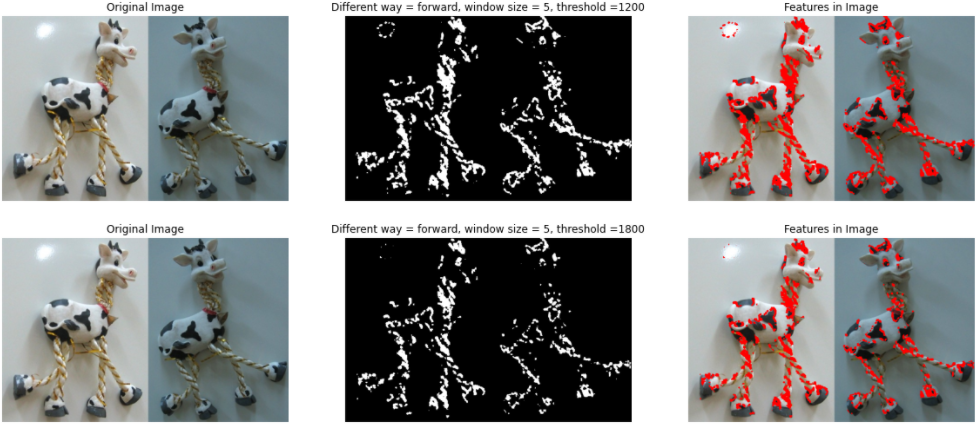 Original Image
Different way = forward, window size = 5, threshold =1200
Features in Image
Original Image
Different way = forward, window size = 5, threshold =1800
Features in Image